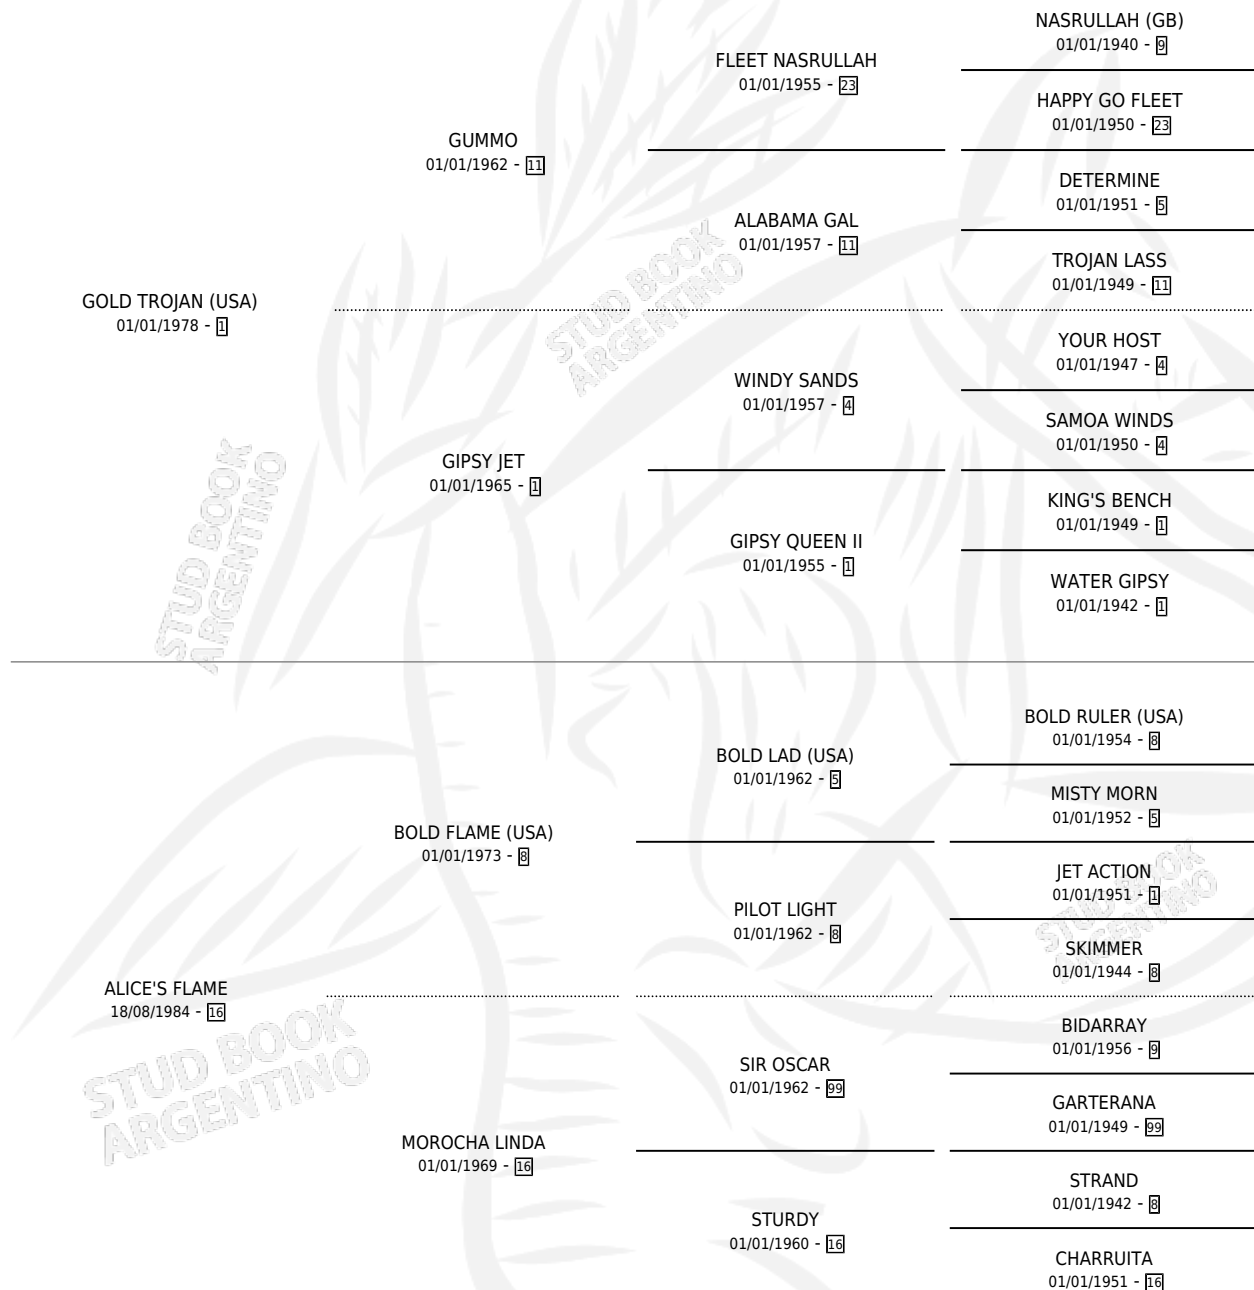 GOLD TROJAN (USA)
01/01/1978 - 1
GUMMO
01/01/1962 - 11
GIPSY JET
01/01/1965 - 1
FLEET NASRULLAH
01/01/1955 - 23
ALABAMA GAL
01/01/1957 - 11
WINDY SANDS
01/01/1957 - 4
GIPSY QUEEN II
01/01/1955 - 1
NASRULLAH (GB)
01/01/1940 - 9
HAPPY GO FLEET
01/01/1950 - 23
DETERMINE
01/01/1951 - 5
TROJAN LASS
01/01/1949 - 11
YOUR HOST
01/01/1947 - 4
SAMOA WINDS
01/01/1950 - 4
KING'S BENCH
01/01/1949 - 1
WATER GIPSY
01/01/1942 - 1
STUD BOOK
ARGENTINO
STUD BOOK
ARGENTINO
ALICE'S FLAME
18/08/1984 - 16
BOLD FLAME (USA)
01/01/1973 - 8
MOROCHA LINDA
01/01/1969 - 16
BOLD LAD (USA)
01/01/1962 - 5
PILOT LIGHT
01/01/1962 - 8
SIR OSCAR
01/01/1962 - 99
STURDY
01/01/1960 - 16
BOLD RULER (USA)
01/01/1954 - 8
MISTY MORN
01/01/1952 - 5
JET ACTION
01/01/1951 - 1
SKIMMER
01/01/1944 - 8
BIDARRAY
01/01/1956 - 9
GARTERANA
01/01/1949 - 99
STRAND
01/01/1942 - 8
CHARRUITA
01/01/1951 - 16
STUD BOOK
ARGENTINO
STUD BOOK
ARGENTINO